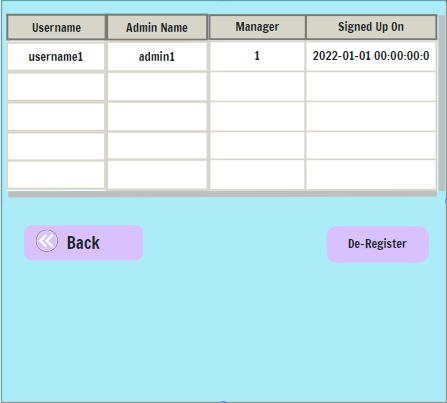 Username Admin Name Manager Signed Up On
username1 admin1 1 2022-01-01 00:00:00:0
Back De-Register